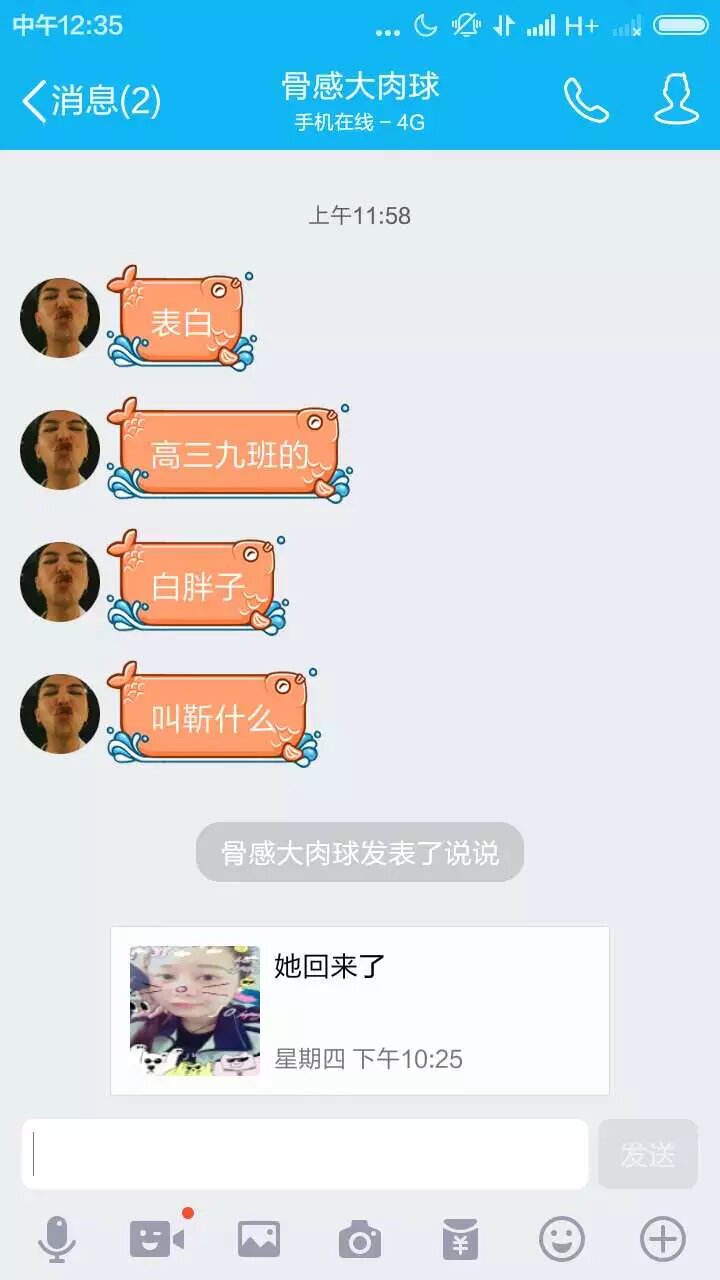 中午12:35
H+
消息(2)
骨感大肉球
手机在线 - 4G
上午11:58
表白
高三九班的
白胖子
叫靳什么
骨感大肉球发表了说说
她回来了
星期四 下午10:25
发送